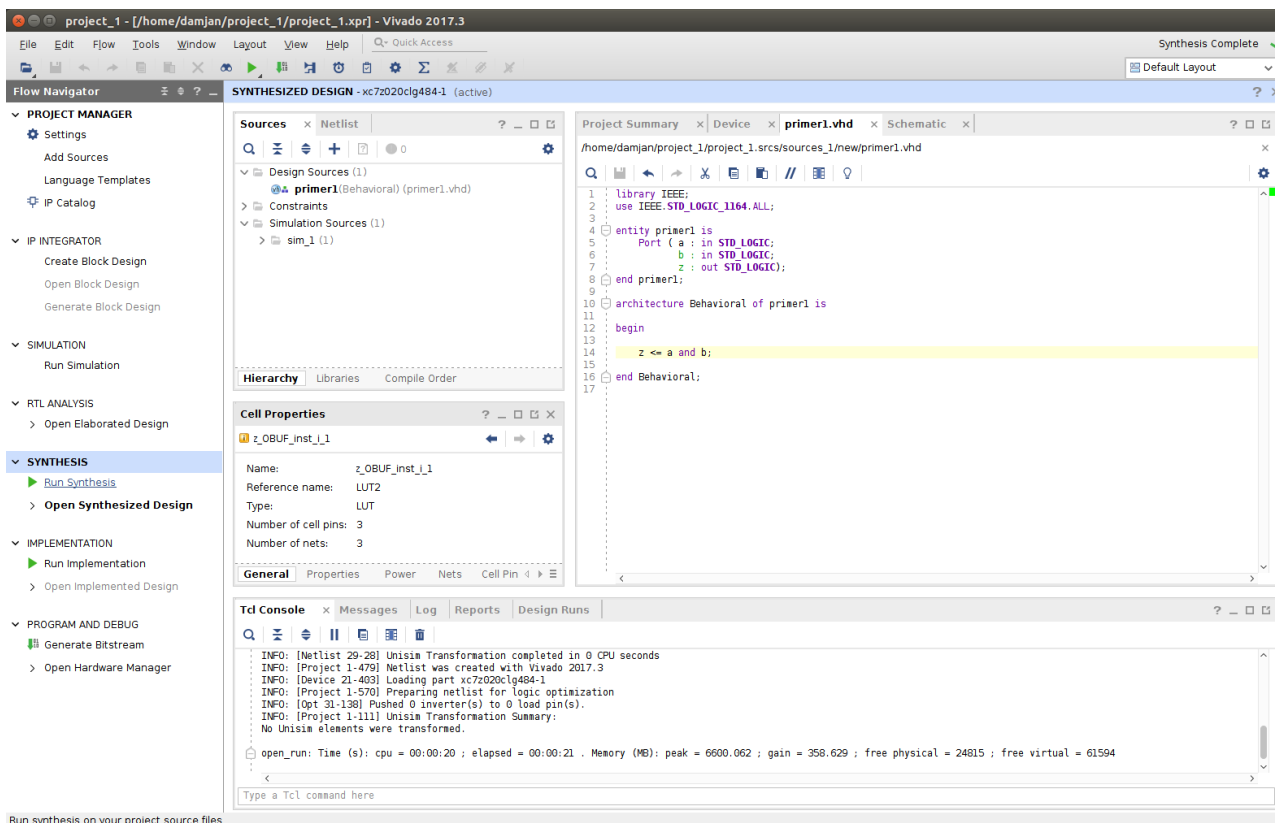 project_1 - [/home/damjan/project_1/project_1.xpr] - Vivado 2017.3
File Edit Flow Tools Window Layout View Help Quick Access
Synthesis Complete
Default Layout
Flow Navigator
SYNTHESIZED DESIGN - xc7z020clg484-1 (active)
PROJECT MANAGER
Settings
Add Sources
Language Templates
IP Catalog
IP INTEGRATOR
Create Block Design
Open Block Design
Generate Block Design
SIMULATION
Run Simulation
RTL ANALYSIS
Open Elaborated Design
SYNTHESIS
Run Synthesis
Open Synthesized Design
IMPLEMENTATION
Run Implementation
Open Implemented Design
PROGRAM AND DEBUG
Generate Bitstream
Open Hardware Manager
Sources Netlist
0
Design Sources (1)
primer1(Behavioral) (primer1.vhd)
Constraints
Simulation Sources (1)
sim_1 (1)
Hierarchy Libraries Compile Order
Cell Properties
z_OBUF_inst_i_1
Name: z_OBUF_inst_i_1
Reference name: LUT2
Type: LUT
Number of cell pins: 3
Number of nets: 3
General Properties Power Nets Cell Pin
Project Summary Device primer1.vhd Schematic
/home/damjan/project_1/project_1.srcs/sources_1/new/primer1.vhd
1 library IEEE;
2 use IEEE.STD_LOGIC_1164.ALL;
3
4 entity primer1 is
5 Port ( a : in STD_LOGIC;
6 b : in STD_LOGIC;
7 z : out STD_LOGIC);
8 end primer1;
9
10 architecture Behavioral of primer1 is
11
12 begin
13
14 z <= a and b;
15
16 end Behavioral;
17
Tcl Console Messages Log Reports Design Runs
INFO: [Netlist 29-28] Unisim Transformation completed in 0 CPU seconds
INFO: [Project 1-479] Netlist was created with Vivado 2017.3
INFO: [Device 21-403] Loading part xc7z020clg484-1
INFO: [Project 1-570] Preparing netlist for logic optimization
INFO: [Opt 31-138] Pushed 0 inverter(s) to 0 load pin(s).
INFO: [Project 1-111] Unisim Transformation Summary:
No Unisim elements were transformed.
open_run: Time (s): cpu = 00:00:20 ; elapsed = 00:00:21 . Memory (MB): peak = 6600.062 ; gain = 358.629 ; free physical = 24815 ; free virtual = 61594
Type a Tcl command here
Run synthesis on your project source files